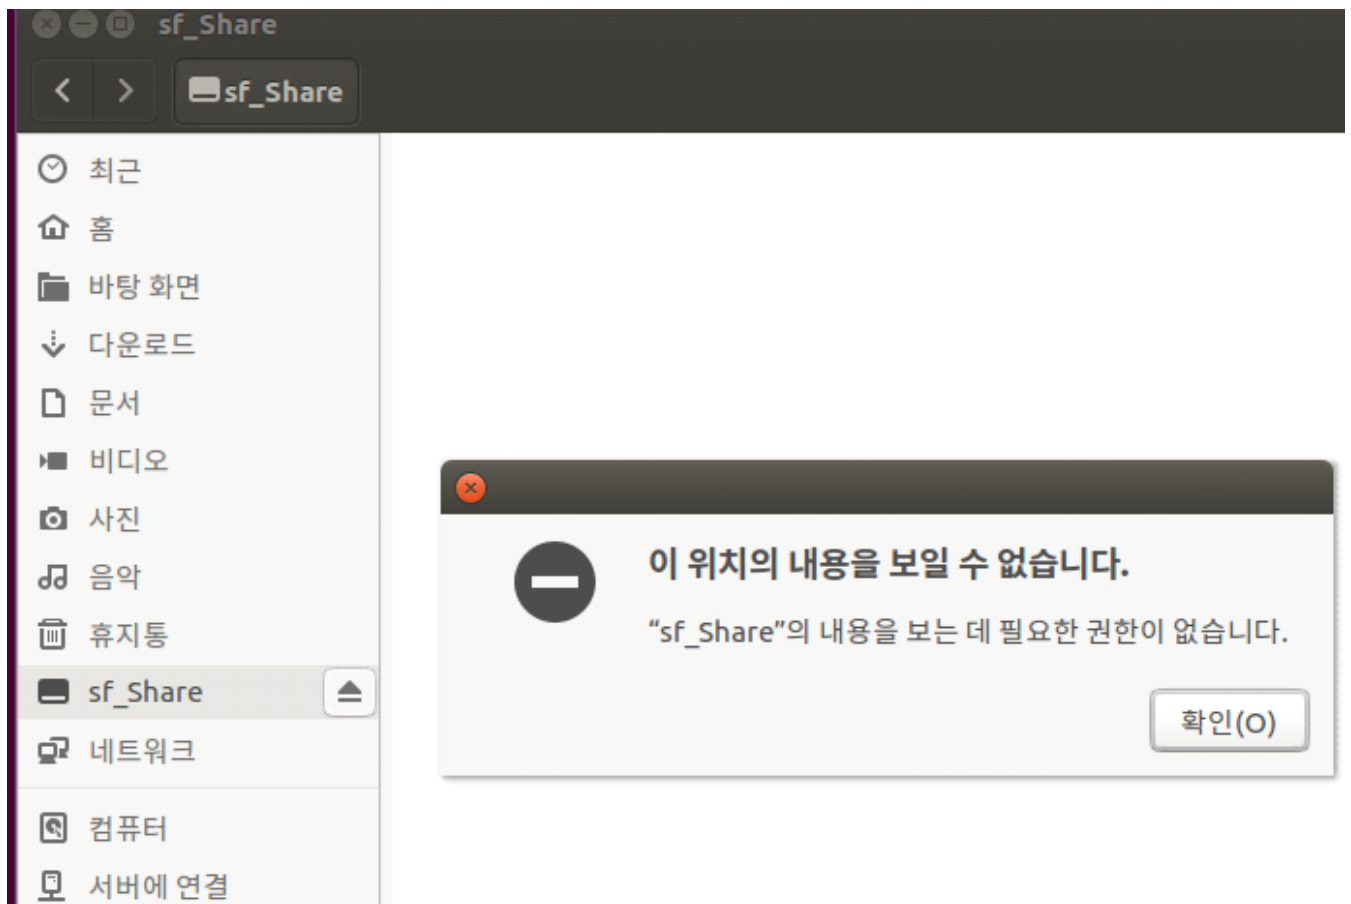 sf_Share
sf_Share
최근
홈
바탕 화면
다운로드
문서
비디오
사진
음악
휴지통
sf_Share
네트워크
컴퓨터
서버에 연결
이 위치의 내용을 보일 수 없습니다.
“sf_Share”의 내용을 보는 데 필요한 권한이 없습니다.
확인(O)